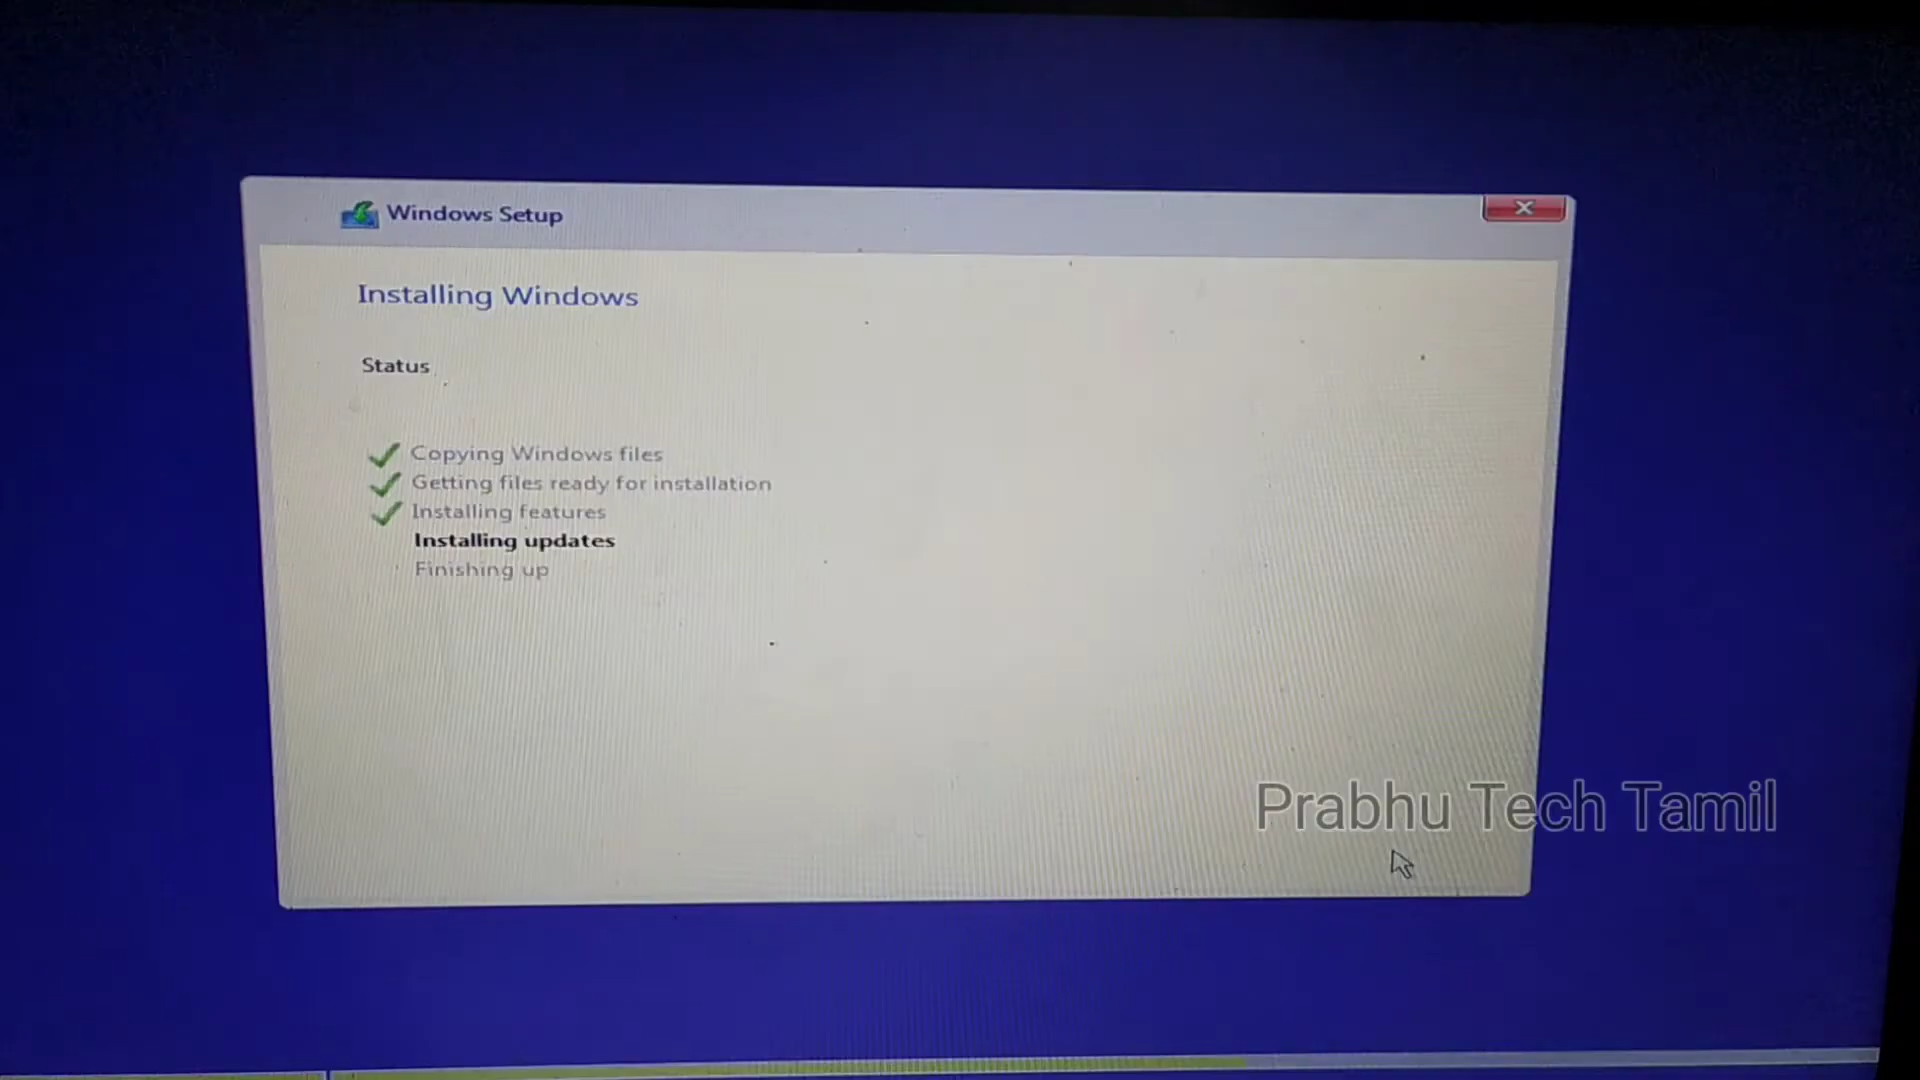 Windows Setup
Installing Windows
Status
Copying Windows files
Getting files ready for installation
Installing features
Installing updates
Finishing up
Prabhu Tech Tamil